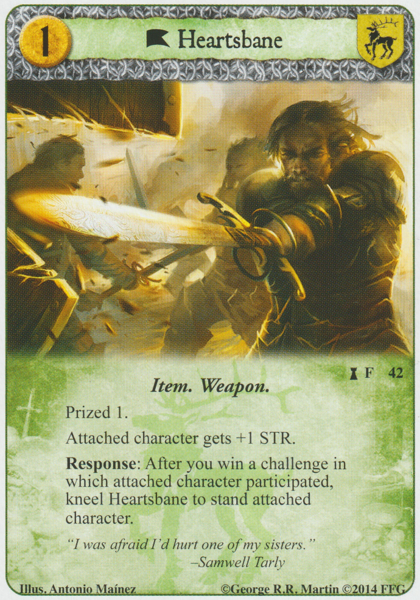 1
Heartsbane
F 42
Item. Weapon.
Prized 1.
Attached character gets +1 STR.
Response: After you win a challenge in
which attached character participated,
kneel Heartsbane to stand attached
character.
"I was afraid I'd hurt one of my sisters."
–Samwell Tarly
Illus. Antonio Maínez ©George R.R. Martin ©2014 FFG